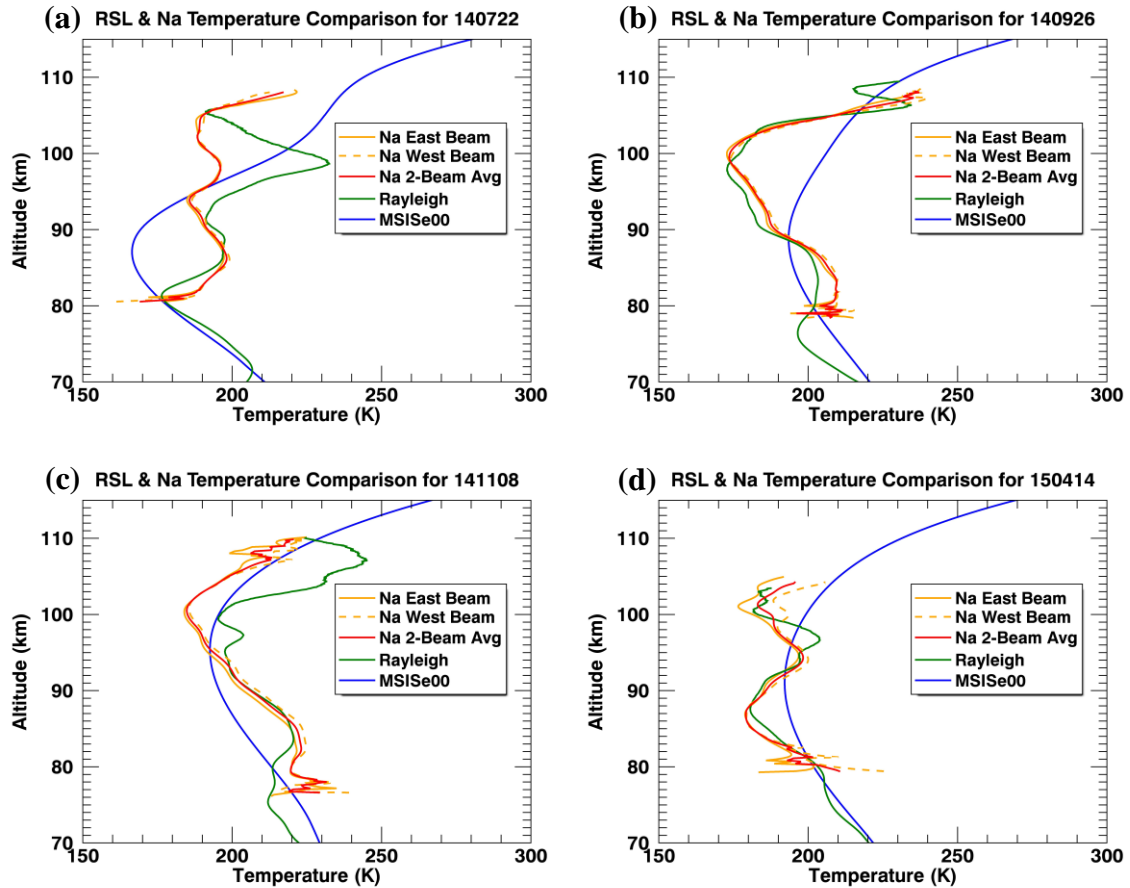 (a) RSL & Na Temperature Comparison for 140722
Altitude (km)
110
100
90
80
70
Na East Beam
Na West Beam
Na 2-Beam Avg
Rayleigh
MSISe00
150 200 250 300
Temperature (K)
(b) RSL & Na Temperature Comparison for 140926
Altitude (km)
110
100
90
80
70
Na East Beam
Na West Beam
Na 2-Beam Avg
Rayleigh
MSISe00
150 200 250 300
Temperature (K)
(c) RSL & Na Temperature Comparison for 141108
Altitude (km)
110
100
90
80
70
Na East Beam
Na West Beam
Na 2-Beam Avg
Rayleigh
MSISe00
150 200 250 300
Temperature (K)
(d) RSL & Na Temperature Comparison for 150414
Altitude (km)
110
100
90
80
70
Na East Beam
Na West Beam
Na 2-Beam Avg
Rayleigh
MSISe00
150 200 250 300
Temperature (K)